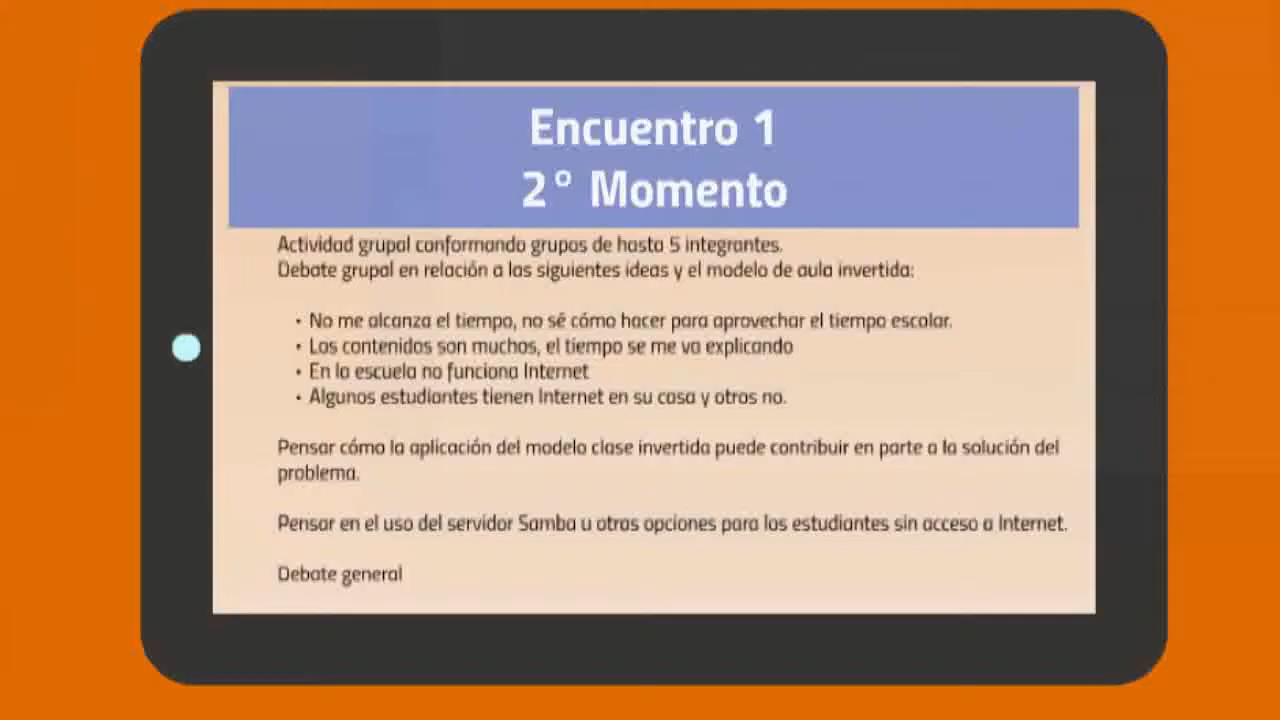 Encuentro 1
2° Momento
Actividad grupal conformando grupos de hasta 5 integrantes.
Debate grupal en relación a las siguientes ideas y el modelo de aula invertida:
• No me alcanza el tiempo, no sé cómo hacer para aprovechar el tiempo escolar.
• Los contenidos son muchos, el tiempo se me va explicando
• En la escuela no funciona Internet
• Algunos estudiantes tienen Internet en su casa y otros no.
Pensar cómo la aplicación del modelo clase invertida puede contribuir en parte a la solución del
problema.
Pensar en el uso del servidor Samba u otras opciones para los estudiantes sin acceso a Internet.
Debate general